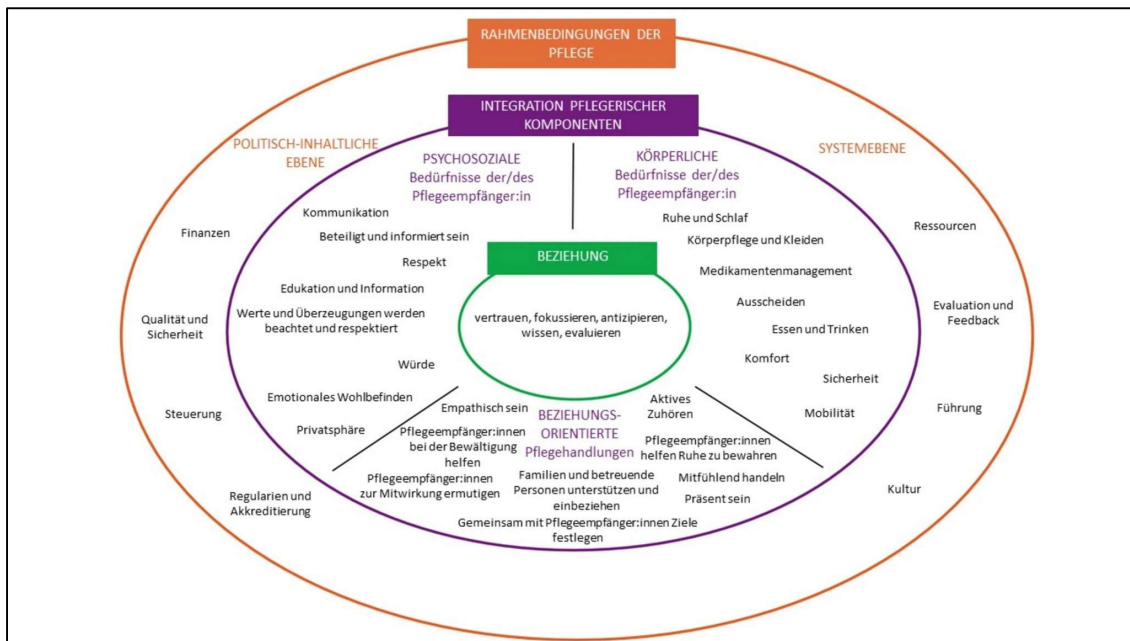 RAHMENBEDINGUNGEN DER
PFLEGE
INTEGRATION PFLEGERISCHER
KOMPONENTEN
POLITISCH-INHALTLICHE
EBENE
SYSTEMEBENE
PSYCHOSOZIALE
Bedürfnisse der/des
Pflegeempfänger:in
KÖRPERLICHE
Bedürfnisse der/des
Pflegeempfänger:in
Finanzen
Qualität und
Sicherheit
Steuerung
Regularien und
Akkreditierung
Kommunikation
Beteiligt und informiert sein
Respekt
Edukation und Information
Werte und Überzeugungen werden
beachtet und respektiert
Würde
Emotionales Wohlbefinden
Privatsphäre
BEZIEHUNG
vertrauen, fokussieren, antizipieren,
wissen, evaluieren
Ruhe und Schlaf
Körperpflege und Kleiden
Medikamentenmanagement
Ausscheiden
Essen und Trinken
Komfort
Sicherheit
Mobilität
Ressourcen
Evaluation und
Feedback
Führung
Kultur
BEZIEHUNGS-
ORIENTIERTE
Pflegehandlungen
Empathisch sein
Pflegeempfänger:innen
bei der Bewältigung
helfen
Pflegeempfänger:innen
zur Mitwirkung ermutigen
Familien und betreuende
Personen unterstützen und
einbeziehen
Gemeinsam mit Pflegeempfänger:innen Ziele
festlegen
Aktives
Zuhören
Pflegeempfänger:innen
helfen Ruhe zu bewahren
Mitfühlend handeln
Präsent sein